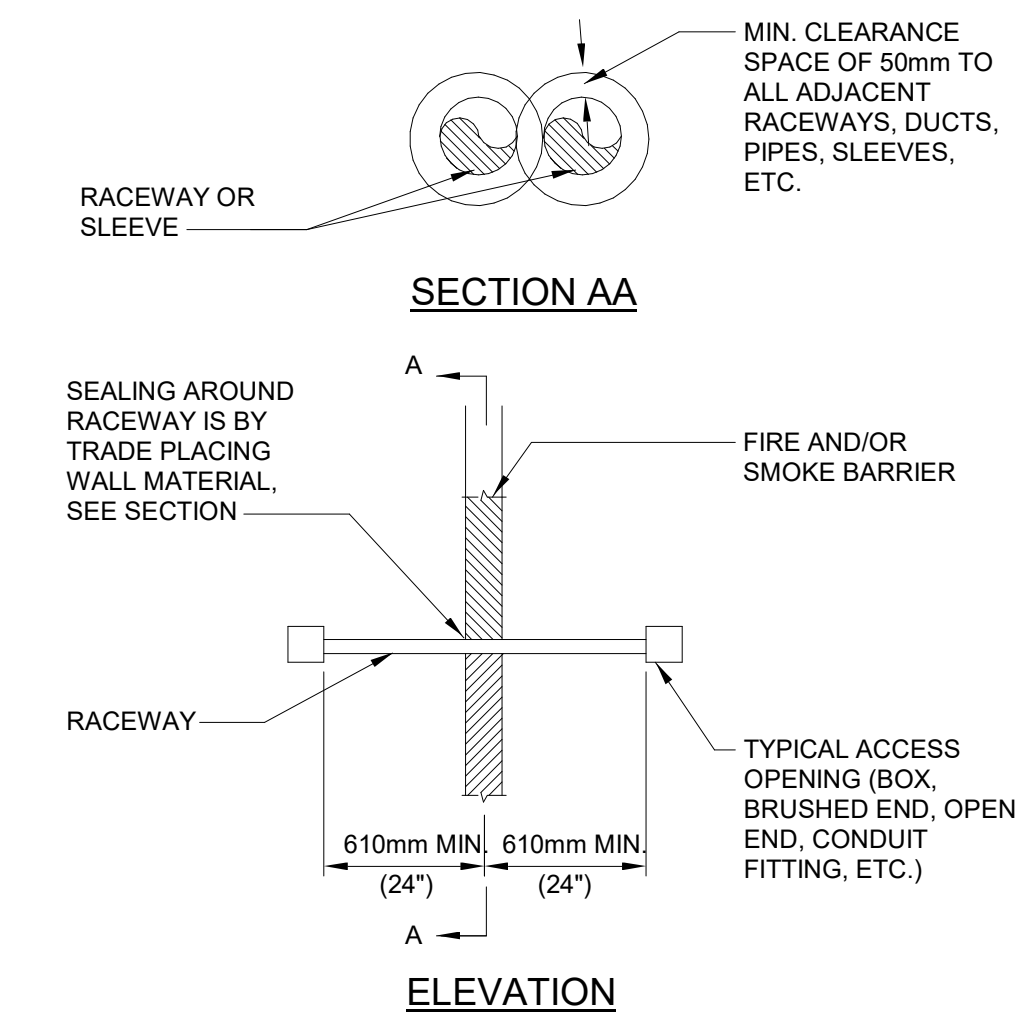 MIN. CLEARANCE
SPACE OF 50mm TO
ALL ADJACENT
RACEWAYS, DUCTS,
PIPES, SLEEVES,
ETC.
RACEWAY OR
SLEEVE
SECTION AA
A
SEALING AROUND
RACEWAY IS BY
TRADE PLACING
WALL MATERIAL,
SEE SECTION
FIRE AND/OR
SMOKE BARRIER
RACEWAY
TYPICAL ACCESS
OPENING (BOX,
BRUSHED END, OPEN
END, CONDUIT
FITTING, ETC.)
610mm MIN. 610mm MIN.
(24") (24")
A
ELEVATION